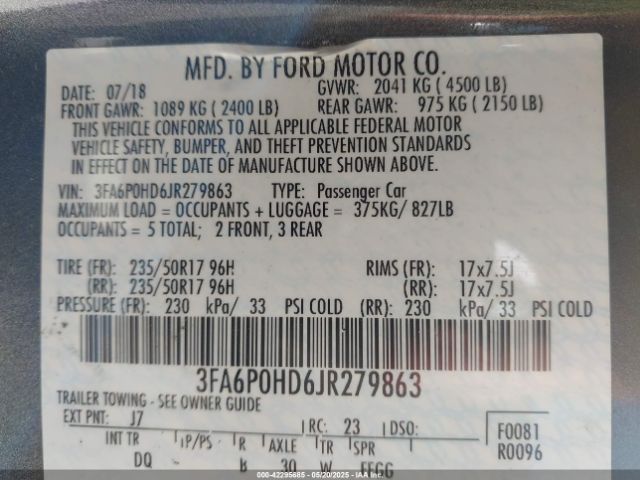 MFD. BY FORD MOTOR CO.
DATE: 07/18 GVWR: 2041 KG ( 4500 LB)
FRONT GAWR: 1089 KG ( 2400 LB) REAR GAWR: 975 KG ( 2150 LB)
THIS VEHICLE CONFORMS TO ALL APPLICABLE FEDERAL MOTOR
VEHICLE SAFETY, BUMPER, AND THEFT PREVENTION STANDARDS
IN EFFECT ON THE DATE OF MANUFACTURE SHOWN ABOVE.
VIN: 3FA6P0HD6JR279863 TYPE: Passenger Car
MAXIMUM LOAD = OCCUPANTS + LUGGAGE = 375KG/ 827LB
OCCUPANTS = 5 TOTAL; 2 FRONT, 3 REAR
TIRE (FR): 235/50R17 96H RIMS (FR): 17x7.5J
(RR): 235/50R17 96H (RR): 17x7.5J
PRESSURE (FR): 230 kPa/ 33 PSI COLD (RR): 230 kPa/ 33 PSI COLD
3FA6P0HD6JR279863
TRAILER TOWING - SEE OWNER GUIDE
EXT PNT: J7 RC: 23 DSO:
F0081
R0096
INT TR TP/PS R AXLE TR SPR
DQ 30 W
000-42295685 - 05/20/2025 - IAAI.COM